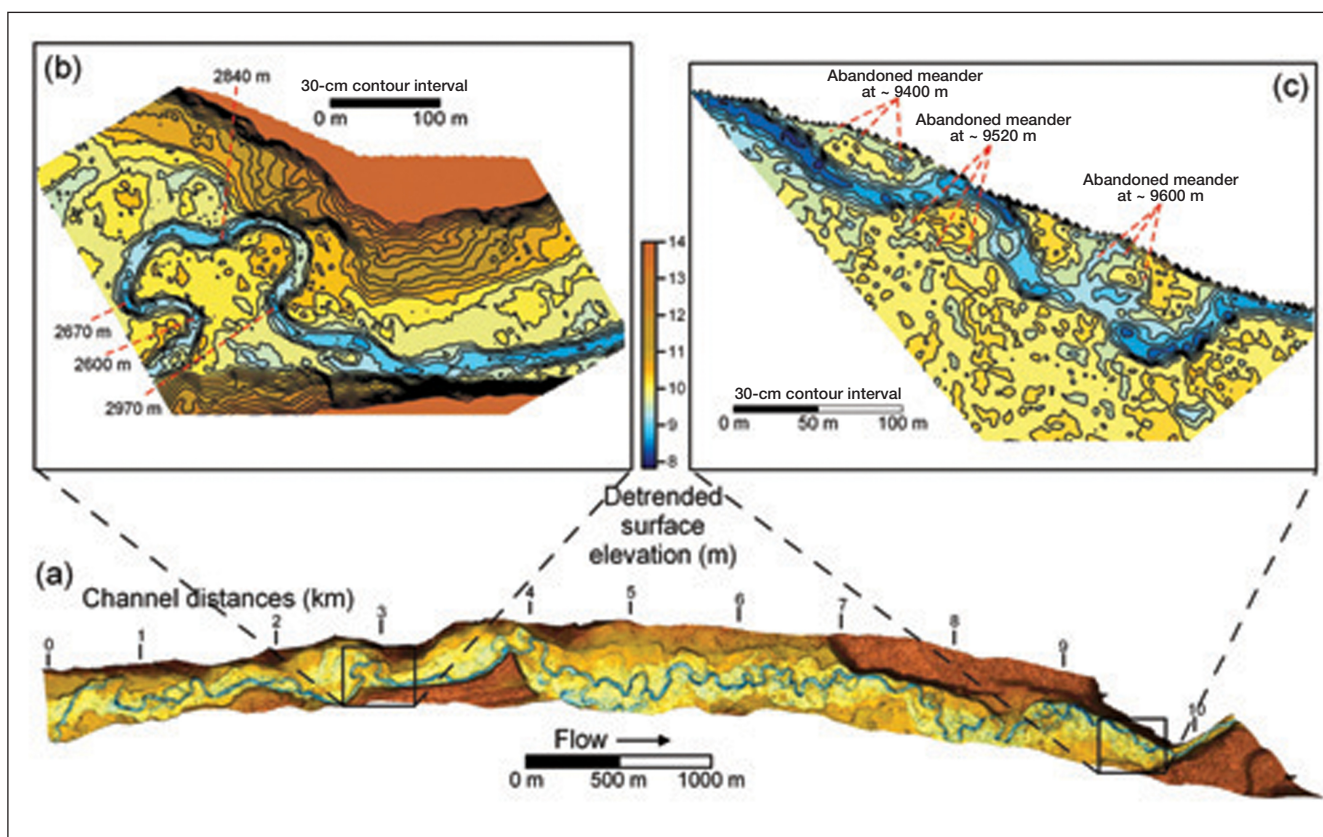 (b)
2840 m
30-cm contour interval
0 m 100 m
2670 m
2600 m
2970 m
(c)
Abandoned meander
at ~ 9400 m
Abandoned meander
at ~ 9520 m
Abandoned meander
at ~ 9600 m
30-cm contour interval
0 m 50 m 100 m
14
13
12
11
10
9
8
Detrended
surface
elevation (m)
(a)
Channel distances (km)
0 1 2 3 4 5 6 7 8 9 10
Flow
0 m 500 m 1000 m